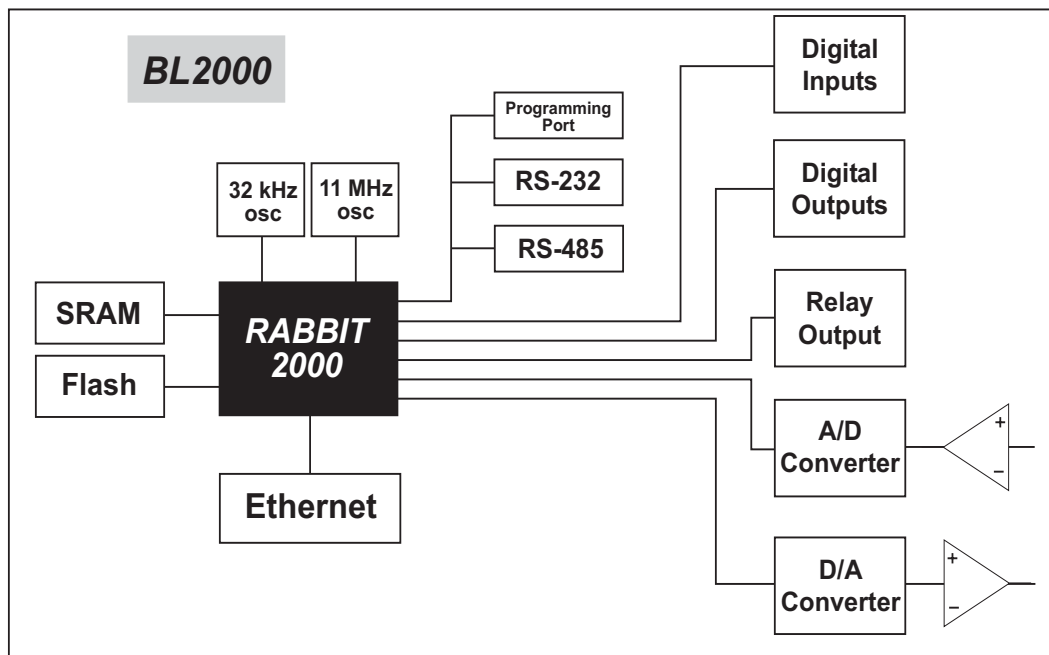 BL2000
Digital
Inputs
Programming
Port
RS-232
RS-485
Digital
Outputs
32 kHz
osc
11 MHz
osc
SRAM
Flash
RABBIT
2000
Relay
Output
A/D
Converter
+
−
Ethernet
D/A
Converter
+
−